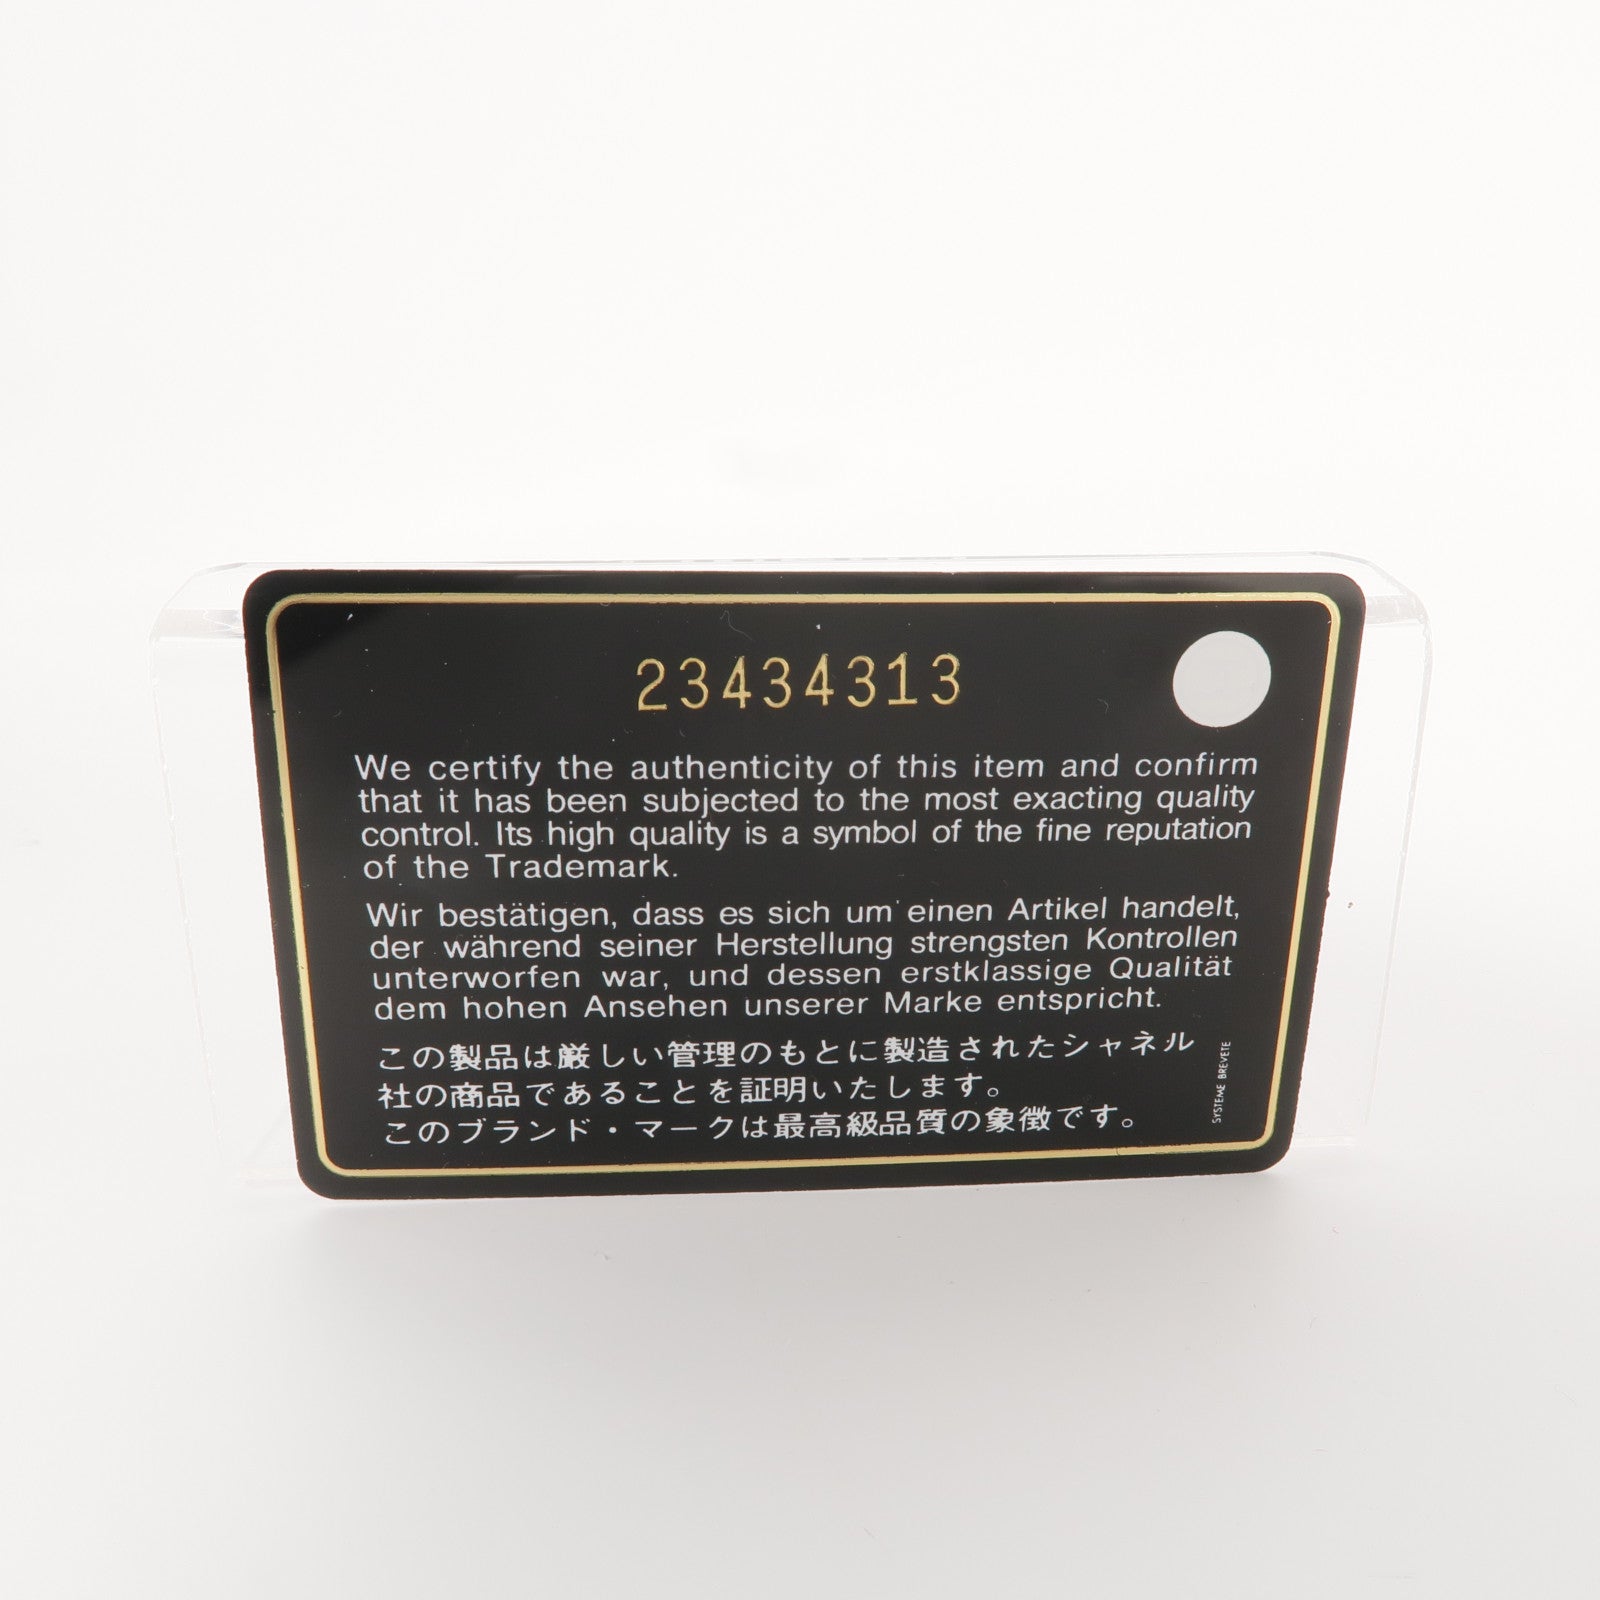 23434313
We certify the authenticity of this item and confirm
that it has been subjected to the most exacting quality
control. Its high quality is a symbol of the fine reputation
of the Trademark.
Wir bestätigen, dass es sich um einen Artikel handelt,
der während seiner Herstellung strengsten Kontrollen
unterworfen war, und dessen erstklassige Qualität
dem hohen Ansehen unserer Marke entspricht.
この製品は厳しい管理のもとに製造されたシャネル
社の商品であることを証明いたします。
このブランド・マークは最高級品質の象徴です。
SYSTEME BREVETE